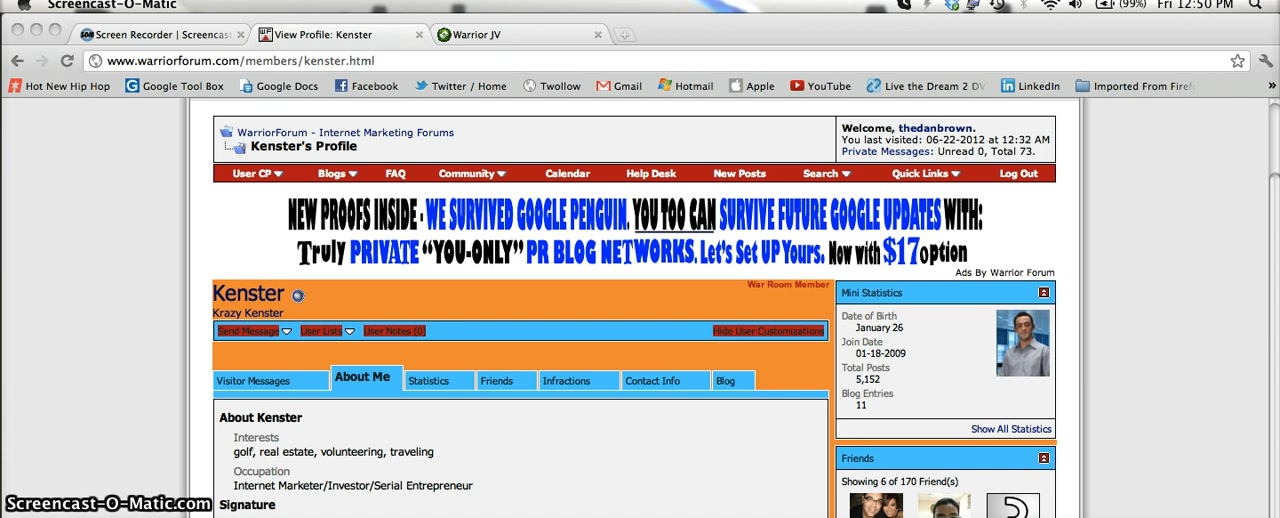 Screencast-O-Matic
(99%) Fri 12:50 PM
Screen Recorder | Screencast
View Profile: Kenster
Warrior JV
www.warriorforum.com/members/kenster.html
Hot New Hip Hop
Google Tool Box
Google Docs
Facebook
Twitter / Home
Twollow
Gmail
Hotmail
Apple
YouTube
Live the Dream 2 DV
LinkedIn
Imported From Firef
WarriorForum - Internet Marketing Forums
Kenster's Profile
Welcome, thedanbrown.
You last visited: 06-22-2012 at 12:32 AM
Private Messages: Unread 0, Total 73.
User CP
Blogs
FAQ
Community
Calendar
Help Desk
New Posts
Search
Quick Links
Log Out
NEW PROOFS INSIDE - WE SURVIVED GOOGLE PENGUIN. YOU TOO CAN SURVIVE FUTURE GOOGLE UPDATES WITH:
Truly PRIVATE “YOU-ONLY” PR BLOG NETWORKS. Let's Set UP Yours. Now with $17 option
Ads By Warrior Forum
Kenster
War Room Member
Krazy Kenster
Send Message
User Lists
User Notes (0)
Hide User Customizations
Visitor Messages
About Me
Statistics
Friends
Infractions
Contact Info
Blog
About Kenster
Interests
golf, real estate, volunteering, traveling
Occupation
Internet Marketer/Investor/Serial Entrepreneur
Signature
Mini Statistics
Date of Birth
January 26
Join Date
01-18-2009
Total Posts
5,152
Blog Entries
11
Show All Statistics
Friends
Showing 6 of 170 Friend(s)
Screencast-O-Matic.com